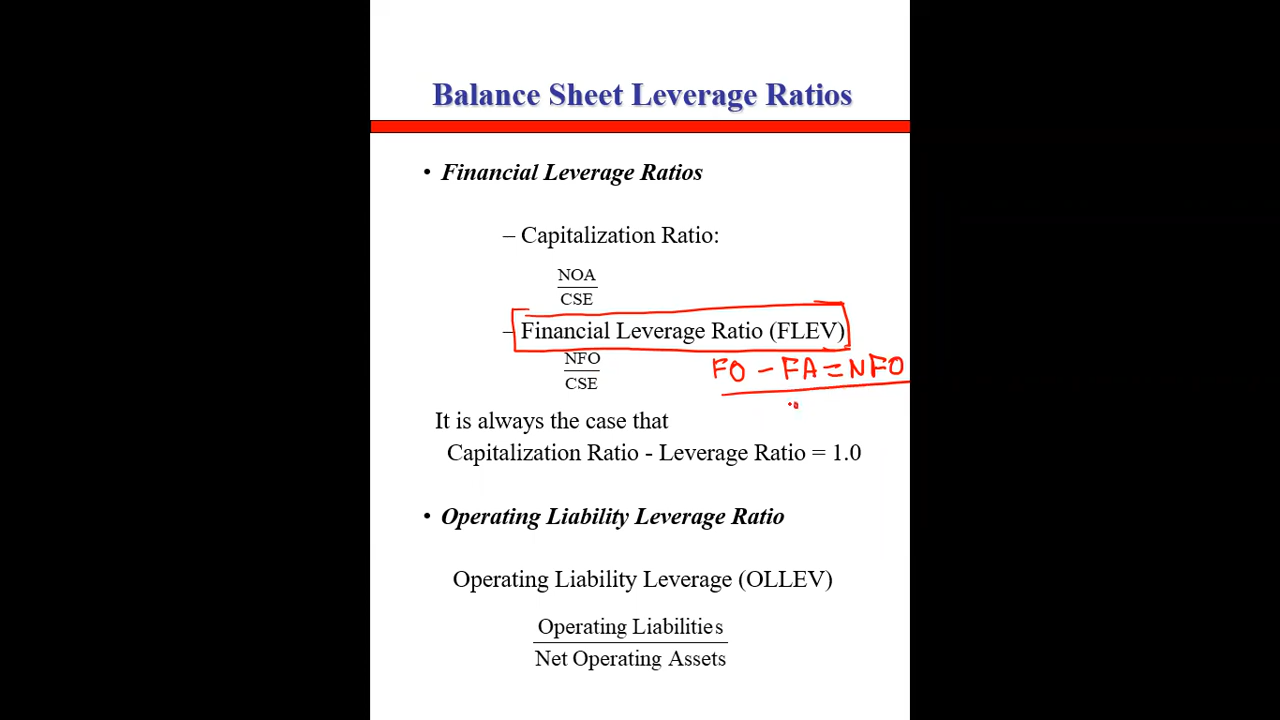 Balance Sheet Leverage Ratios
• Financial Leverage Ratios
– Capitalization Ratio:
NOA
CSE
– Financial Leverage Ratio (FLEV)
NFO
CSE
FO – FA = NFO
It is always the case that
Capitalization Ratio - Leverage Ratio = 1.0
• Operating Liability Leverage Ratio
Operating Liability Leverage (OLLEV)
Operating Liabilities
Net Operating Assets